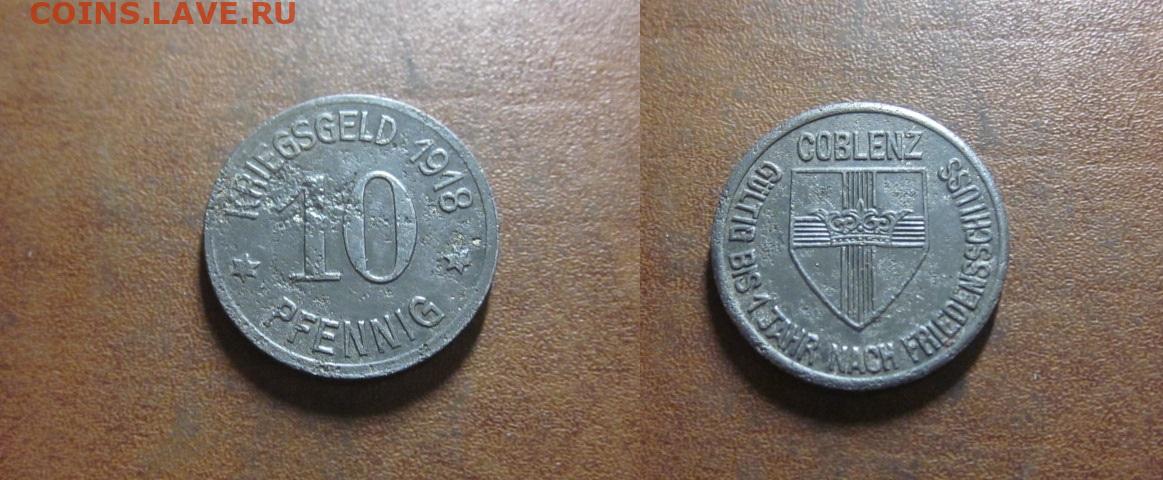 COINS.LAVE.RU
KRIEGSGELD. 1918
10
PFENNIG
COBLENZ
GÜLTIG BIS 1 JAHR NACH FRIEDENSSCHLUSS